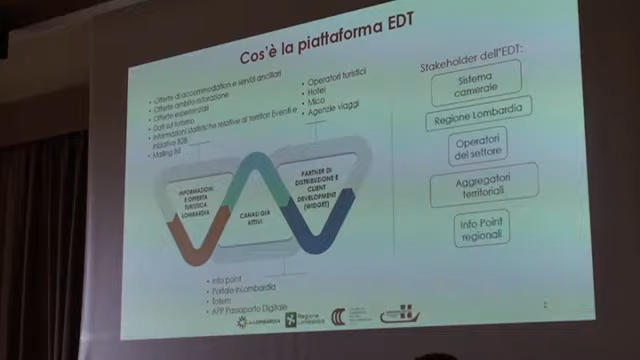 Cos'è la piattaforma EDT
• Offerte di accommodation e servizi ancillari
• Offerte ambito ristorazione
• Offerte esperienziali
• Dati sul turismo
• Informazioni statistiche relative ai territori Eventi e
iniziative B2B
• Mailing list
• Operatori turistici
• Hotel
• Mice
• Agenzie viaggi
INFORMAZIONI
E OFFERTA
TURISTICA
LOMBARDIA
CANALI GIÀ
ATTIVI
PARTNER DI
DISTRIBUZIONE E
CLIENT
DEVELOPMENT
(WIDGET)
• Info point
• Portale inLombardia
• Totem
• APP Passaporto Digitale
Stakeholder dell'EDT:
Sistema
camerale
Regione Lombardia
Operatori
del settore
Aggregatori
territoriali
Info Point
regionali
inLOMBARDIA
Regione
Lombardia
2